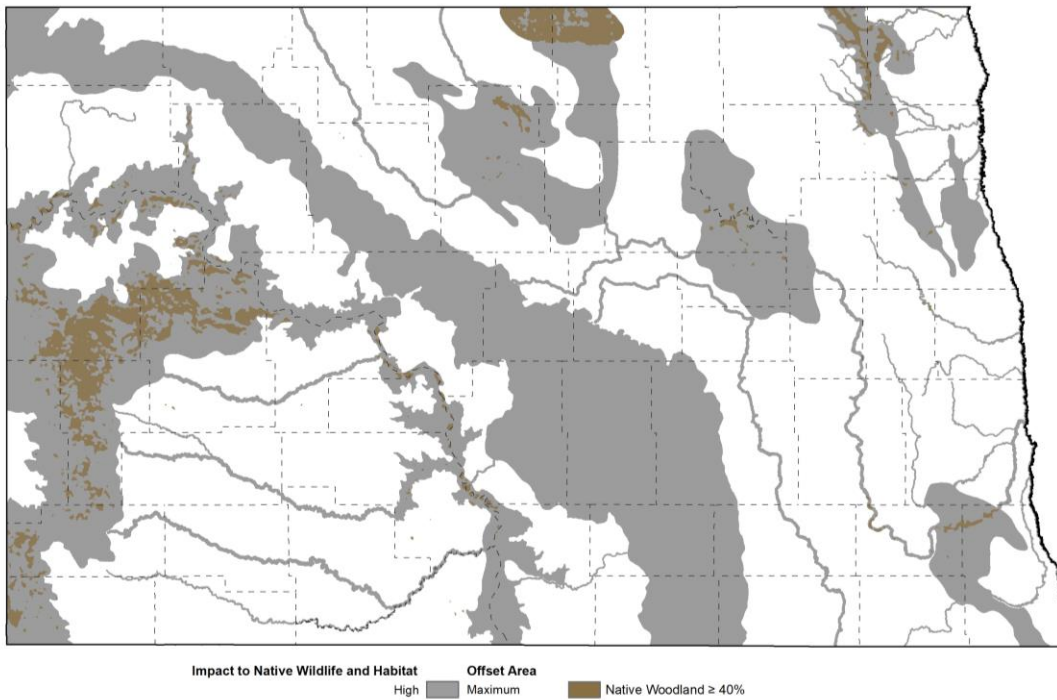 Impact to Native Wildlife and Habitat Offset Area
High Maximum Native Woodland ≥ 40%